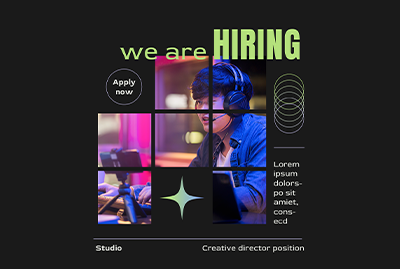 we are HIRING
Apply
now
Lorem
ipsum
dolors-
po sit
amiet,
cons-
ecd
Studio
Creative director position